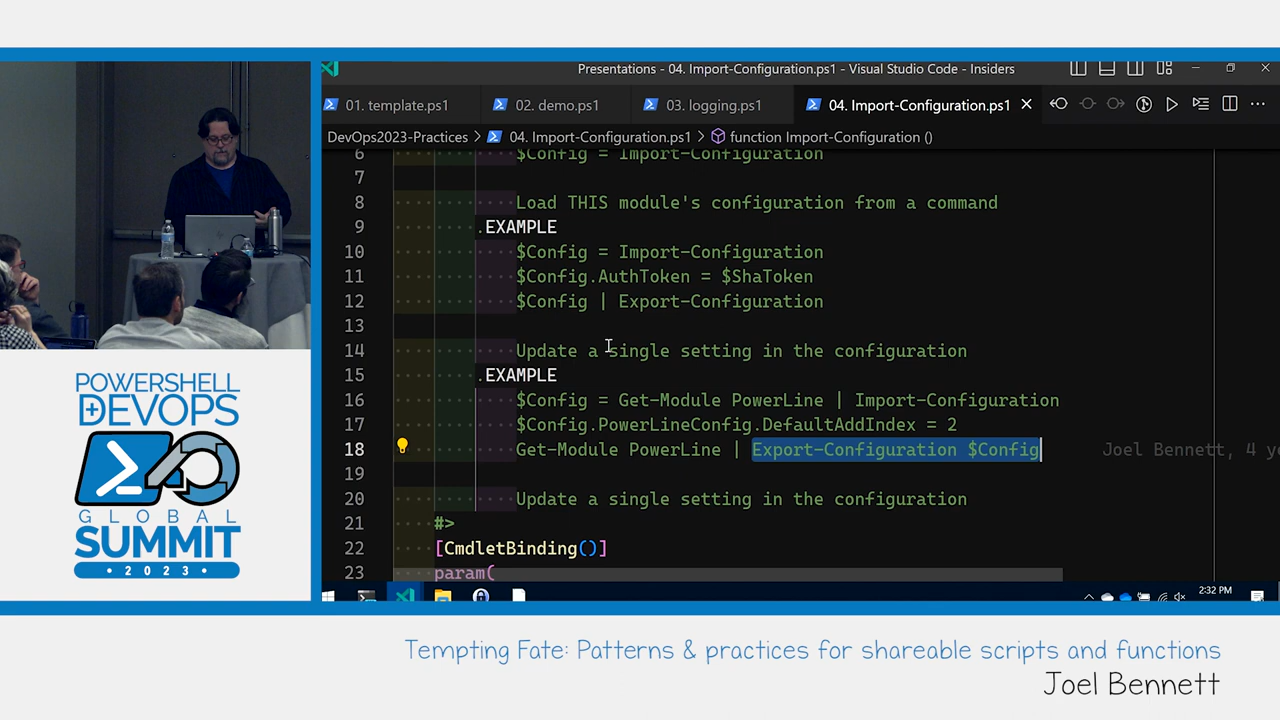 Presentations - 04. Import-Configuration.ps1 - Visual Studio Code - Insiders
01. template.ps1
02. demo.ps1
03. logging.ps1
04. Import-Configuration.ps1
DevOps2023-Practices > 04. Import-Configuration.ps1 > function Import-Configuration ()
6 $Config = Import-Configuration
7
8 Load THIS module's configuration from a command
9 .EXAMPLE
10 $Config = Import-Configuration
11 $Config.AuthToken = $ShaToken
12 $Config | Export-Configuration
13
14 Update a single setting in the configuration
15 .EXAMPLE
16 $Config = Get-Module PowerLine | Import-Configuration
17 $Config.PowerLineConfig.DefaultAddIndex = 2
18 Get-Module PowerLine | Export-Configuration $Config Joel Bennett, 4 ye
19
20 Update a single setting in the configuration
21 #>
22 [CmdletBinding()]
23 param(
2:32 PM
POWERSHELL
+DEVOPS
GLOBAL
SUMMIT
• 2023 •
Tempting Fate: Patterns & practices for shareable scripts and functions
Joel Bennett